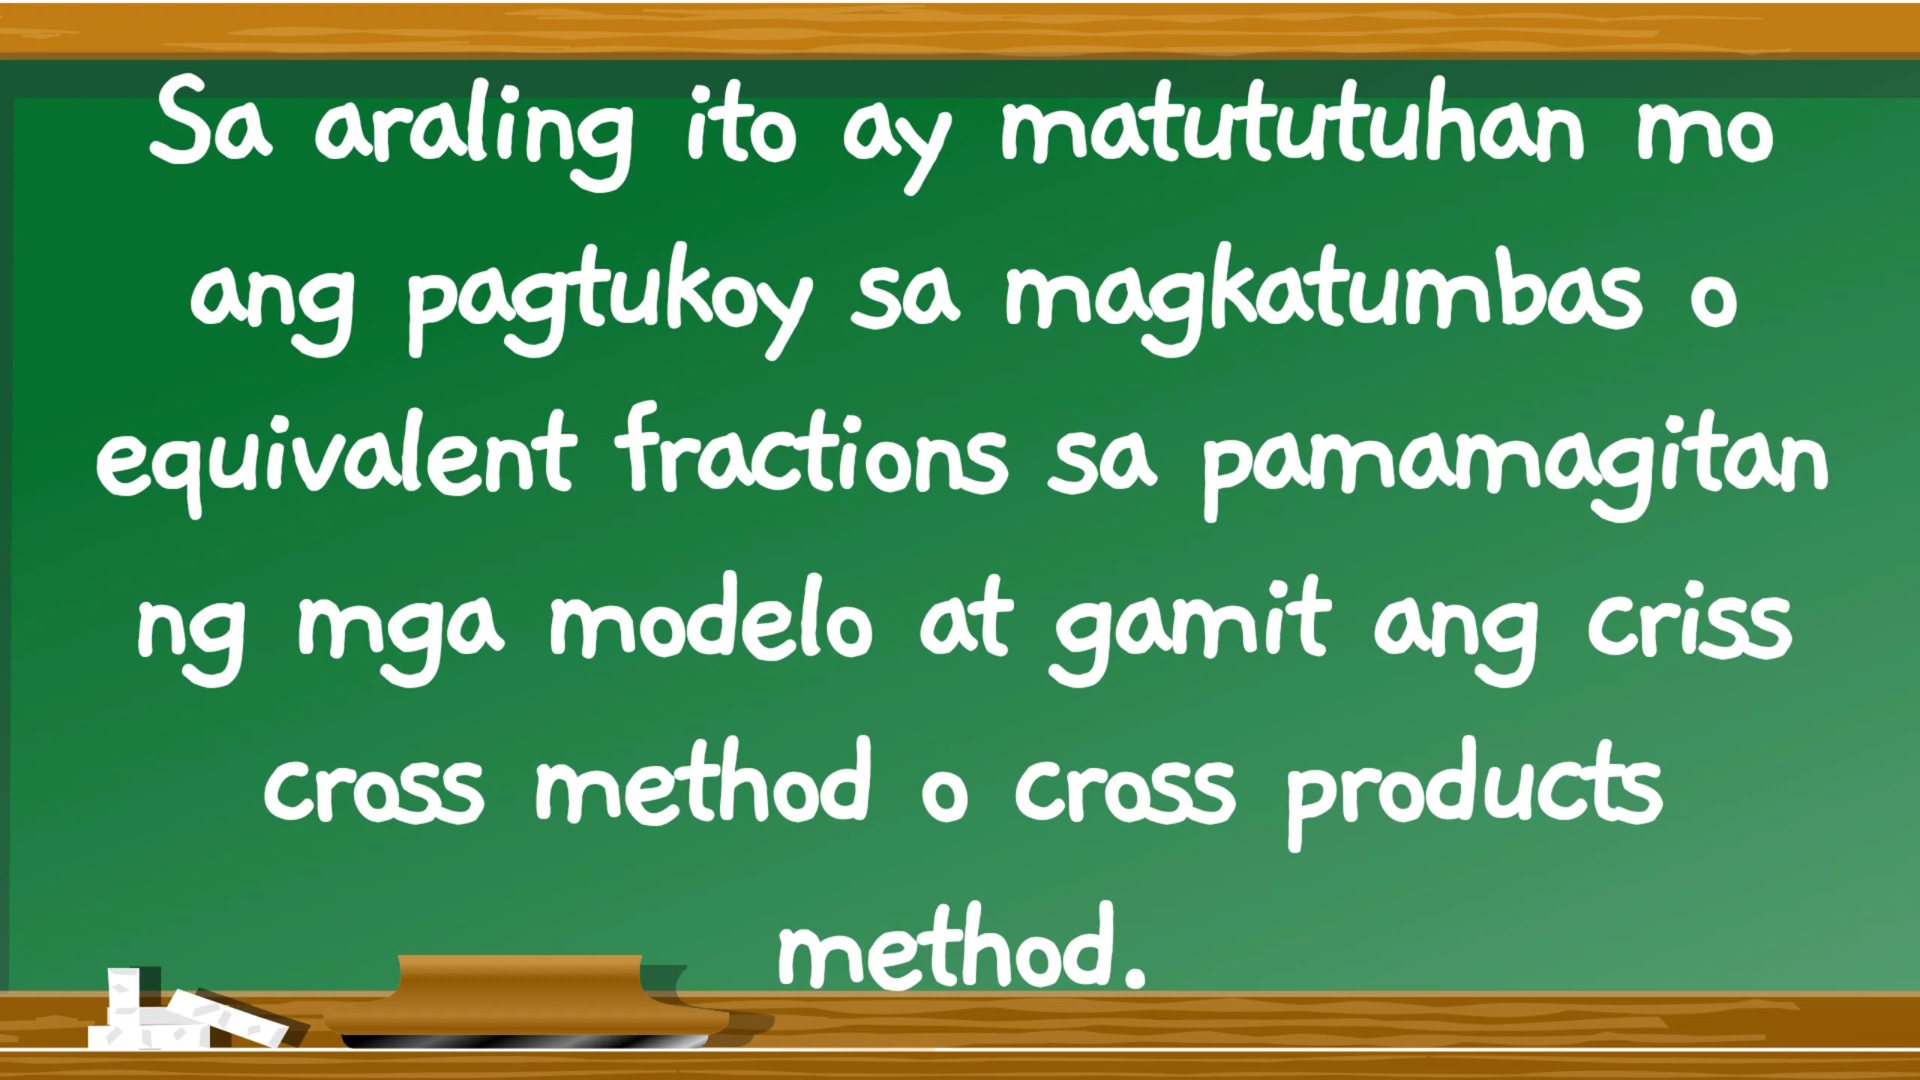 Sa araling ito ay matututuhan mo
ang pagtukoy sa magkatumbas o
equivalent fractions sa pamamagitan
ng mga modelo at gamit ang criss
cross method o cross products
method.